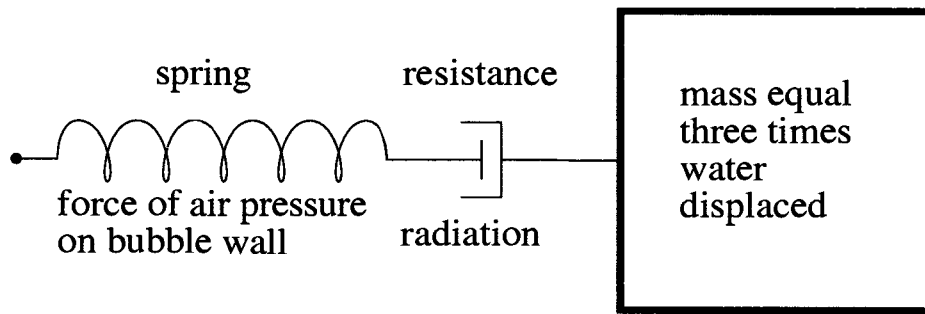 spring
resistance
force of air pressure
on bubble wall
radiation
mass equal
three times
water
displaced